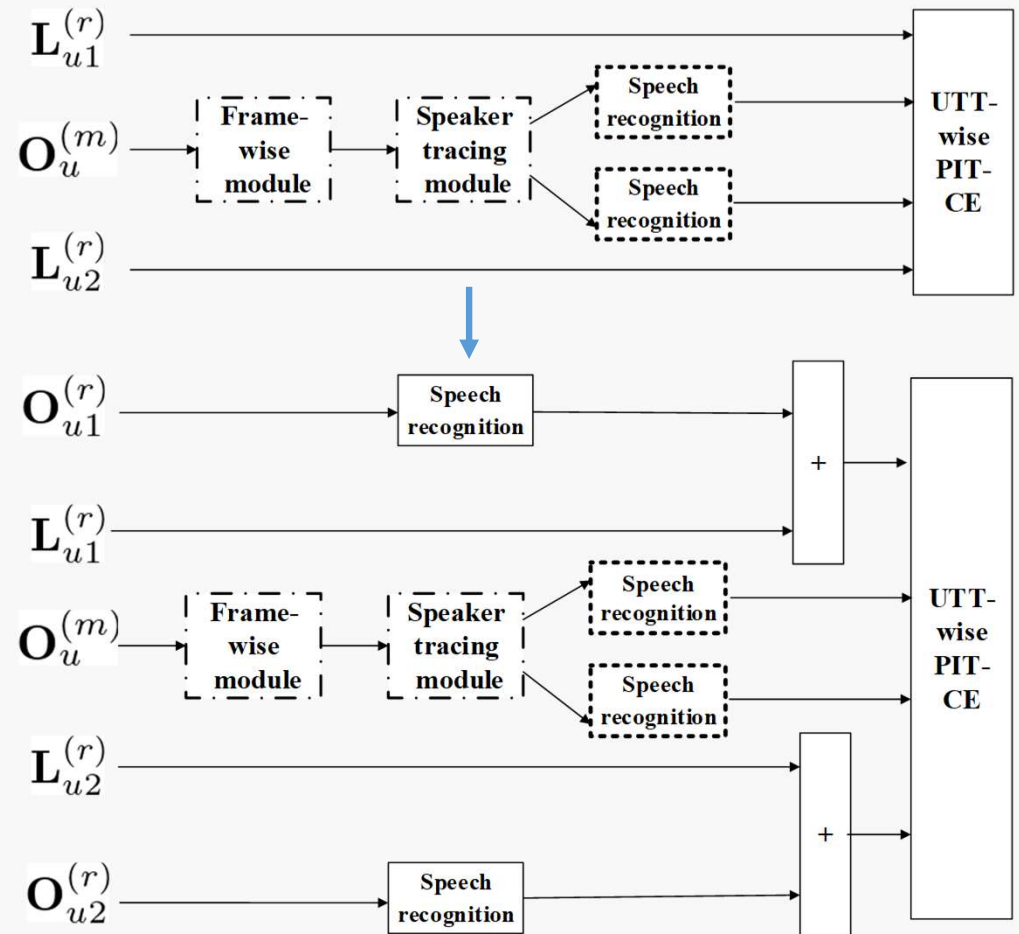 L_{u1}^{(r)}
Speech
recognition
Frame-
wise
module
Speaker
tracing
module
O_u^{(m)}
Speech
recognition
UTT-
wise
PIT-
CE
L_{u2}^{(r)}
O_{u1}^{(r)}
Speech
recognition
+
L_{u1}^{(r)}
Speech
recognition
Frame-
wise
module
Speaker
tracing
module
O_u^{(m)}
Speech
recognition
UTT-
wise
PIT-
CE
L_{u2}^{(r)}
+
O_{u2}^{(r)}
Speech
recognition